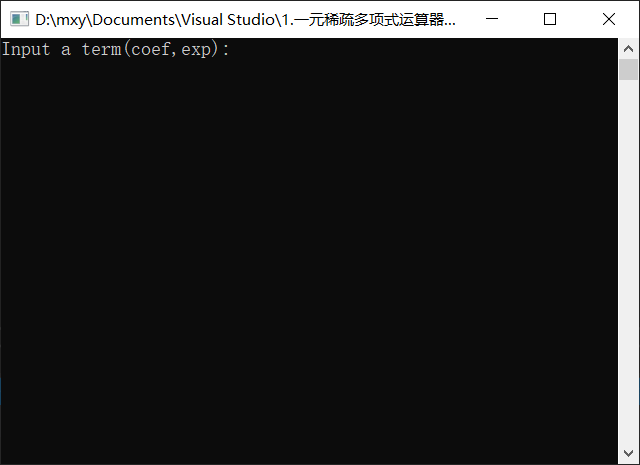 D:\mxy\Documents\Visual Studio\1.一元稀疏多项式运算器...
Input a term(coef,exp):